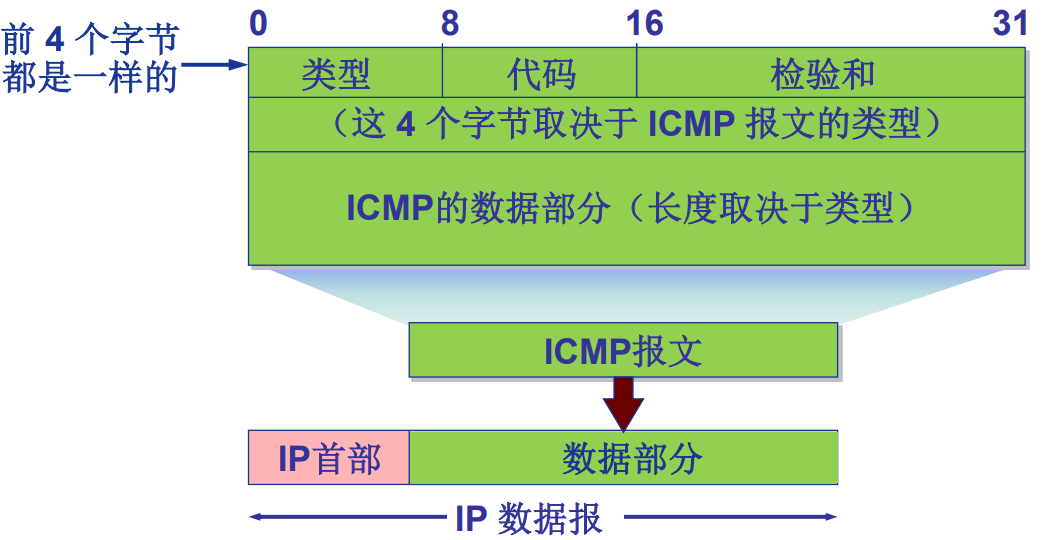 0 8 16 31
前 4 个字节
都是一样的
类型 代码 检验和
（这 4 个字节取决于 ICMP 报文的类型）
ICMP的数据部分（长度取决于类型）
ICMP报文
IP首部 数据部分
IP 数据报